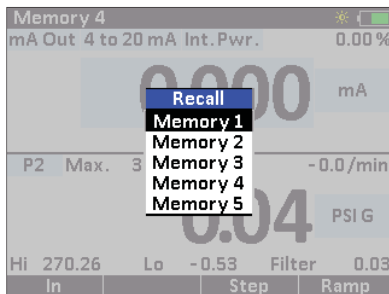 Memory 4
mA Out 4 to 20 mA Int. Pwr. 0.00 %
0.000 mA
Recall
Memory 1
Memory 2
Memory 3
Memory 4
Memory 5
P2 Max. 3 -0.0/min
0.04 PSI G
Hi 270.26 Lo -0.53 Filter 0.03
In Step Ramp